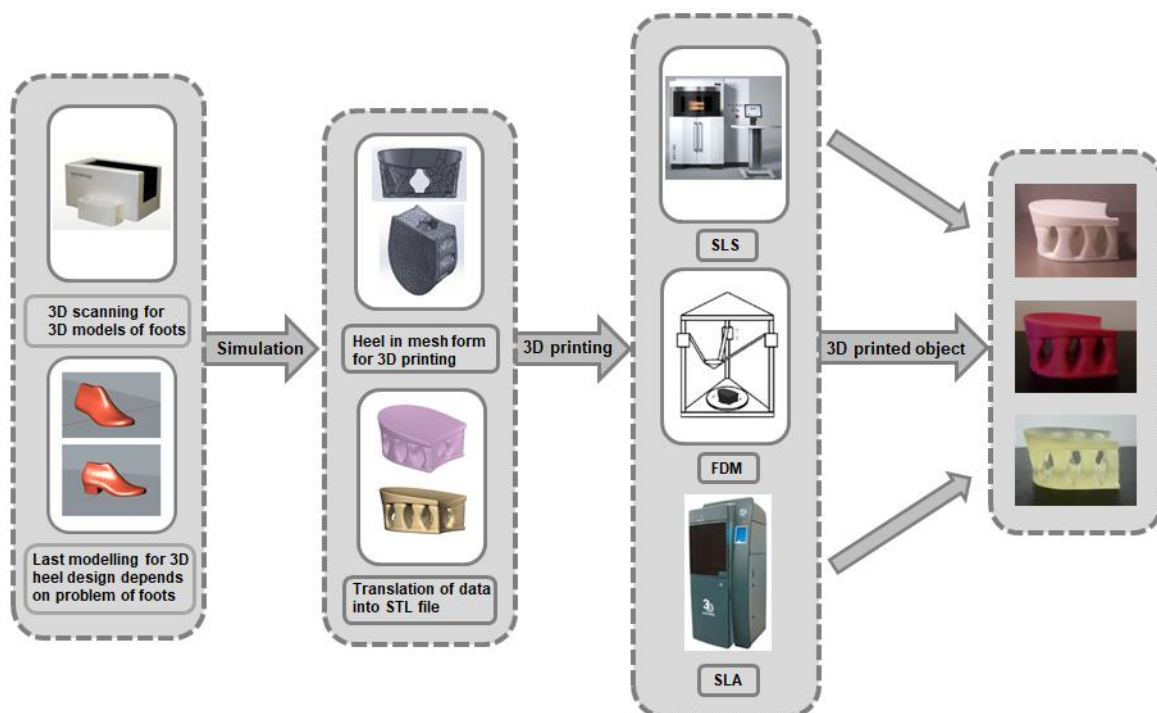 3D scanning for
3D models of foots
Last modelling for 3D
heel design depends
on problem of foots
Simulation
Heel in mesh form
for 3D printing
Translation of data
into STL file
3D printing
SLS
FDM
3D
SLA
3D printed object